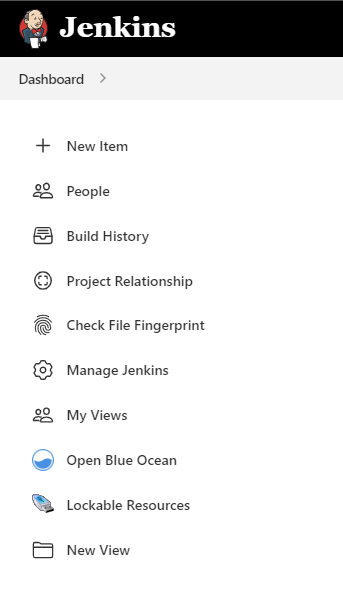 Jenkins
Dashboard
New Item
People
Build History
Project Relationship
Check File Fingerprint
Manage Jenkins
My Views
Open Blue Ocean
Lockable Resources
New View